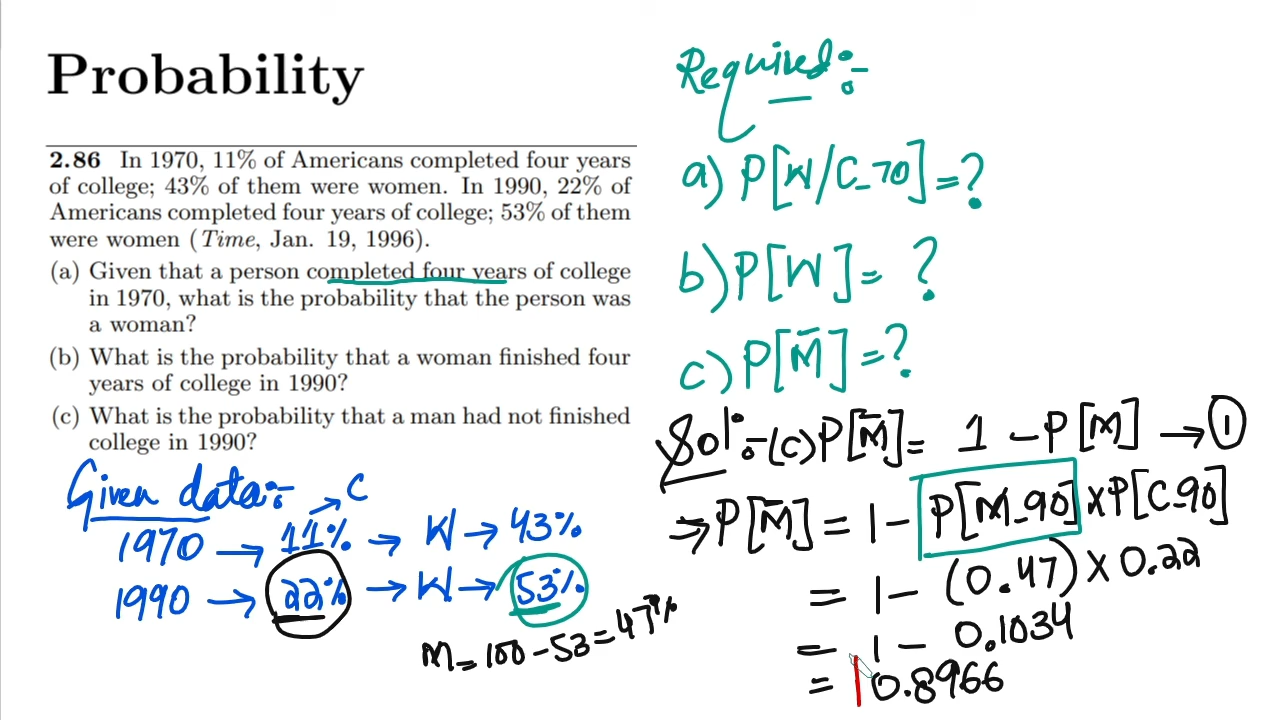 Probability
2.86 In 1970, 11% of Americans completed four years
of college; 43% of them were women. In 1990, 22% of
Americans completed four years of college; 53% of them
were women (Time, Jan. 19, 1996).
(a) Given that a person completed four years of college
in 1970, what is the probability that the person was
a woman?
(b) What is the probability that a woman finished four
years of college in 1990?
(c) What is the probability that a man had not finished
college in 1990?
Given data:-
→ C
1970 → 11% → W → 43%
1990 → 22% → W → 53%
M = 100 - 53 = 47%
Required:-
a) P[W/C_70] = ?
b) P[W] = ?
c) P[M̄] = ?
Sol:- (c) P[M̄] = 1 - P[M] → ①
⇒ P[M̄] = 1 - P[M_90] × P[C_90]
= 1 - (0.47) × 0.22
= 1 - 0.1034
= 0.8966